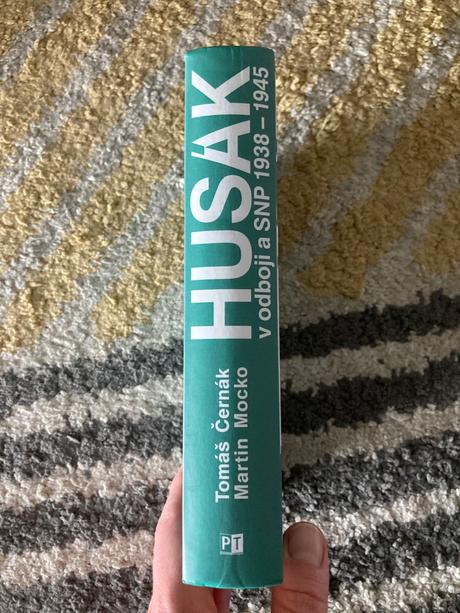 HUSÁK
v odboji a SNP 1938 – 1945
Tomáš Černák
Martin Mocko
PT